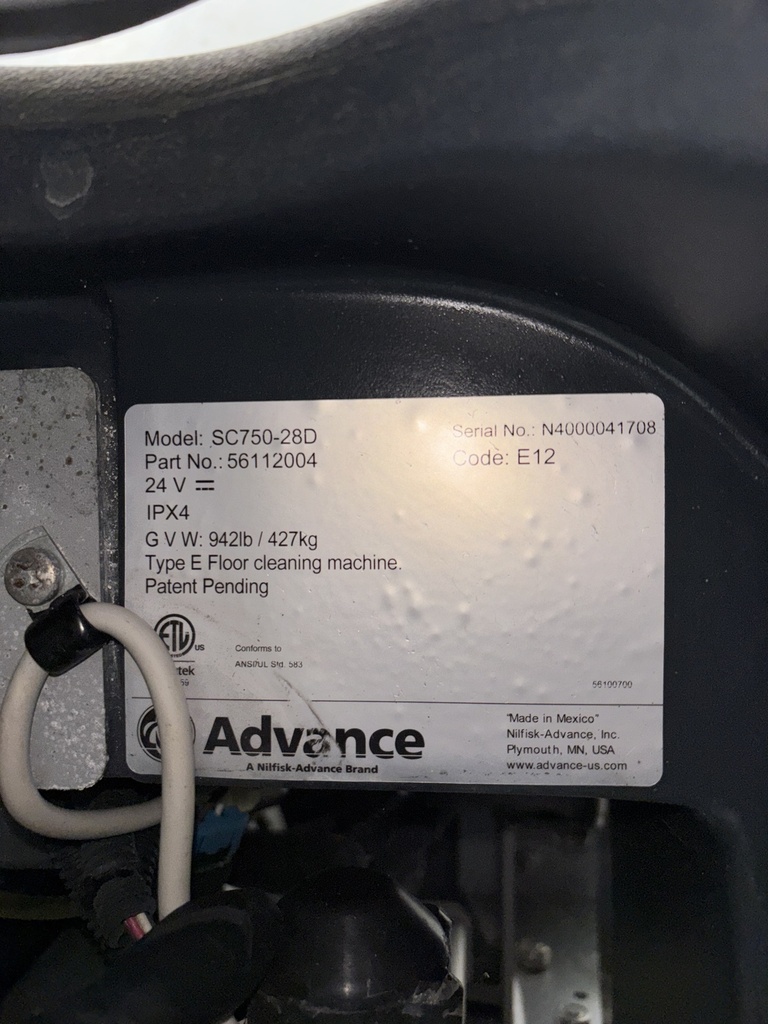 Model: SC750-28D
Serial No.: N4000041708
Part No.: 56112004
Code: E12
24 V
IPX4
G V W: 942lb / 427kg
Type E Floor cleaning machine.
Patent Pending
ETL
US
Conforms to
ANSI/UL Std. 583
56100700
Advance
A Nilfisk-Advance Brand
"Made in Mexico"
Nilfisk-Advance, Inc.
Plymouth, MN, USA
www.advance-us.com